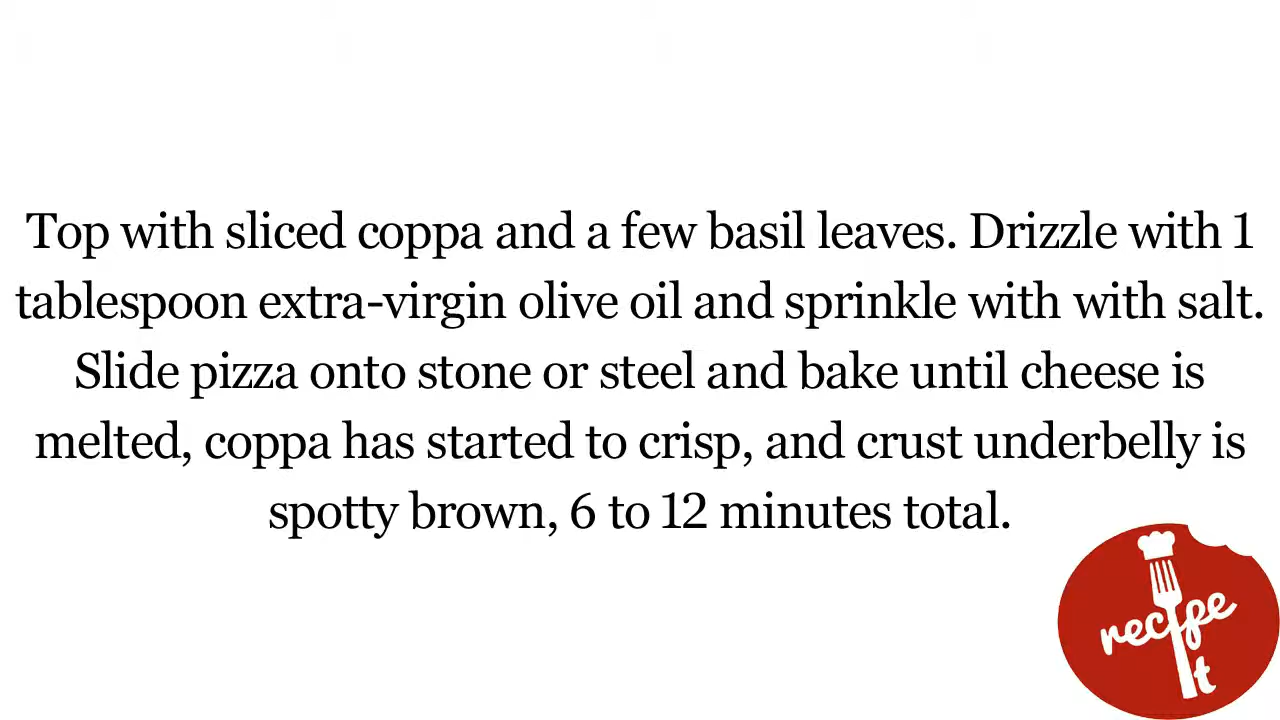 Top with sliced coppa and a few basil leaves. Drizzle with 1
tablespoon extra-virgin olive oil and sprinkle with with salt.
Slide pizza onto stone or steel and bake until cheese is
melted, coppa has started to crisp, and crust underbelly is
spotty brown, 6 to 12 minutes total.
recipe
It